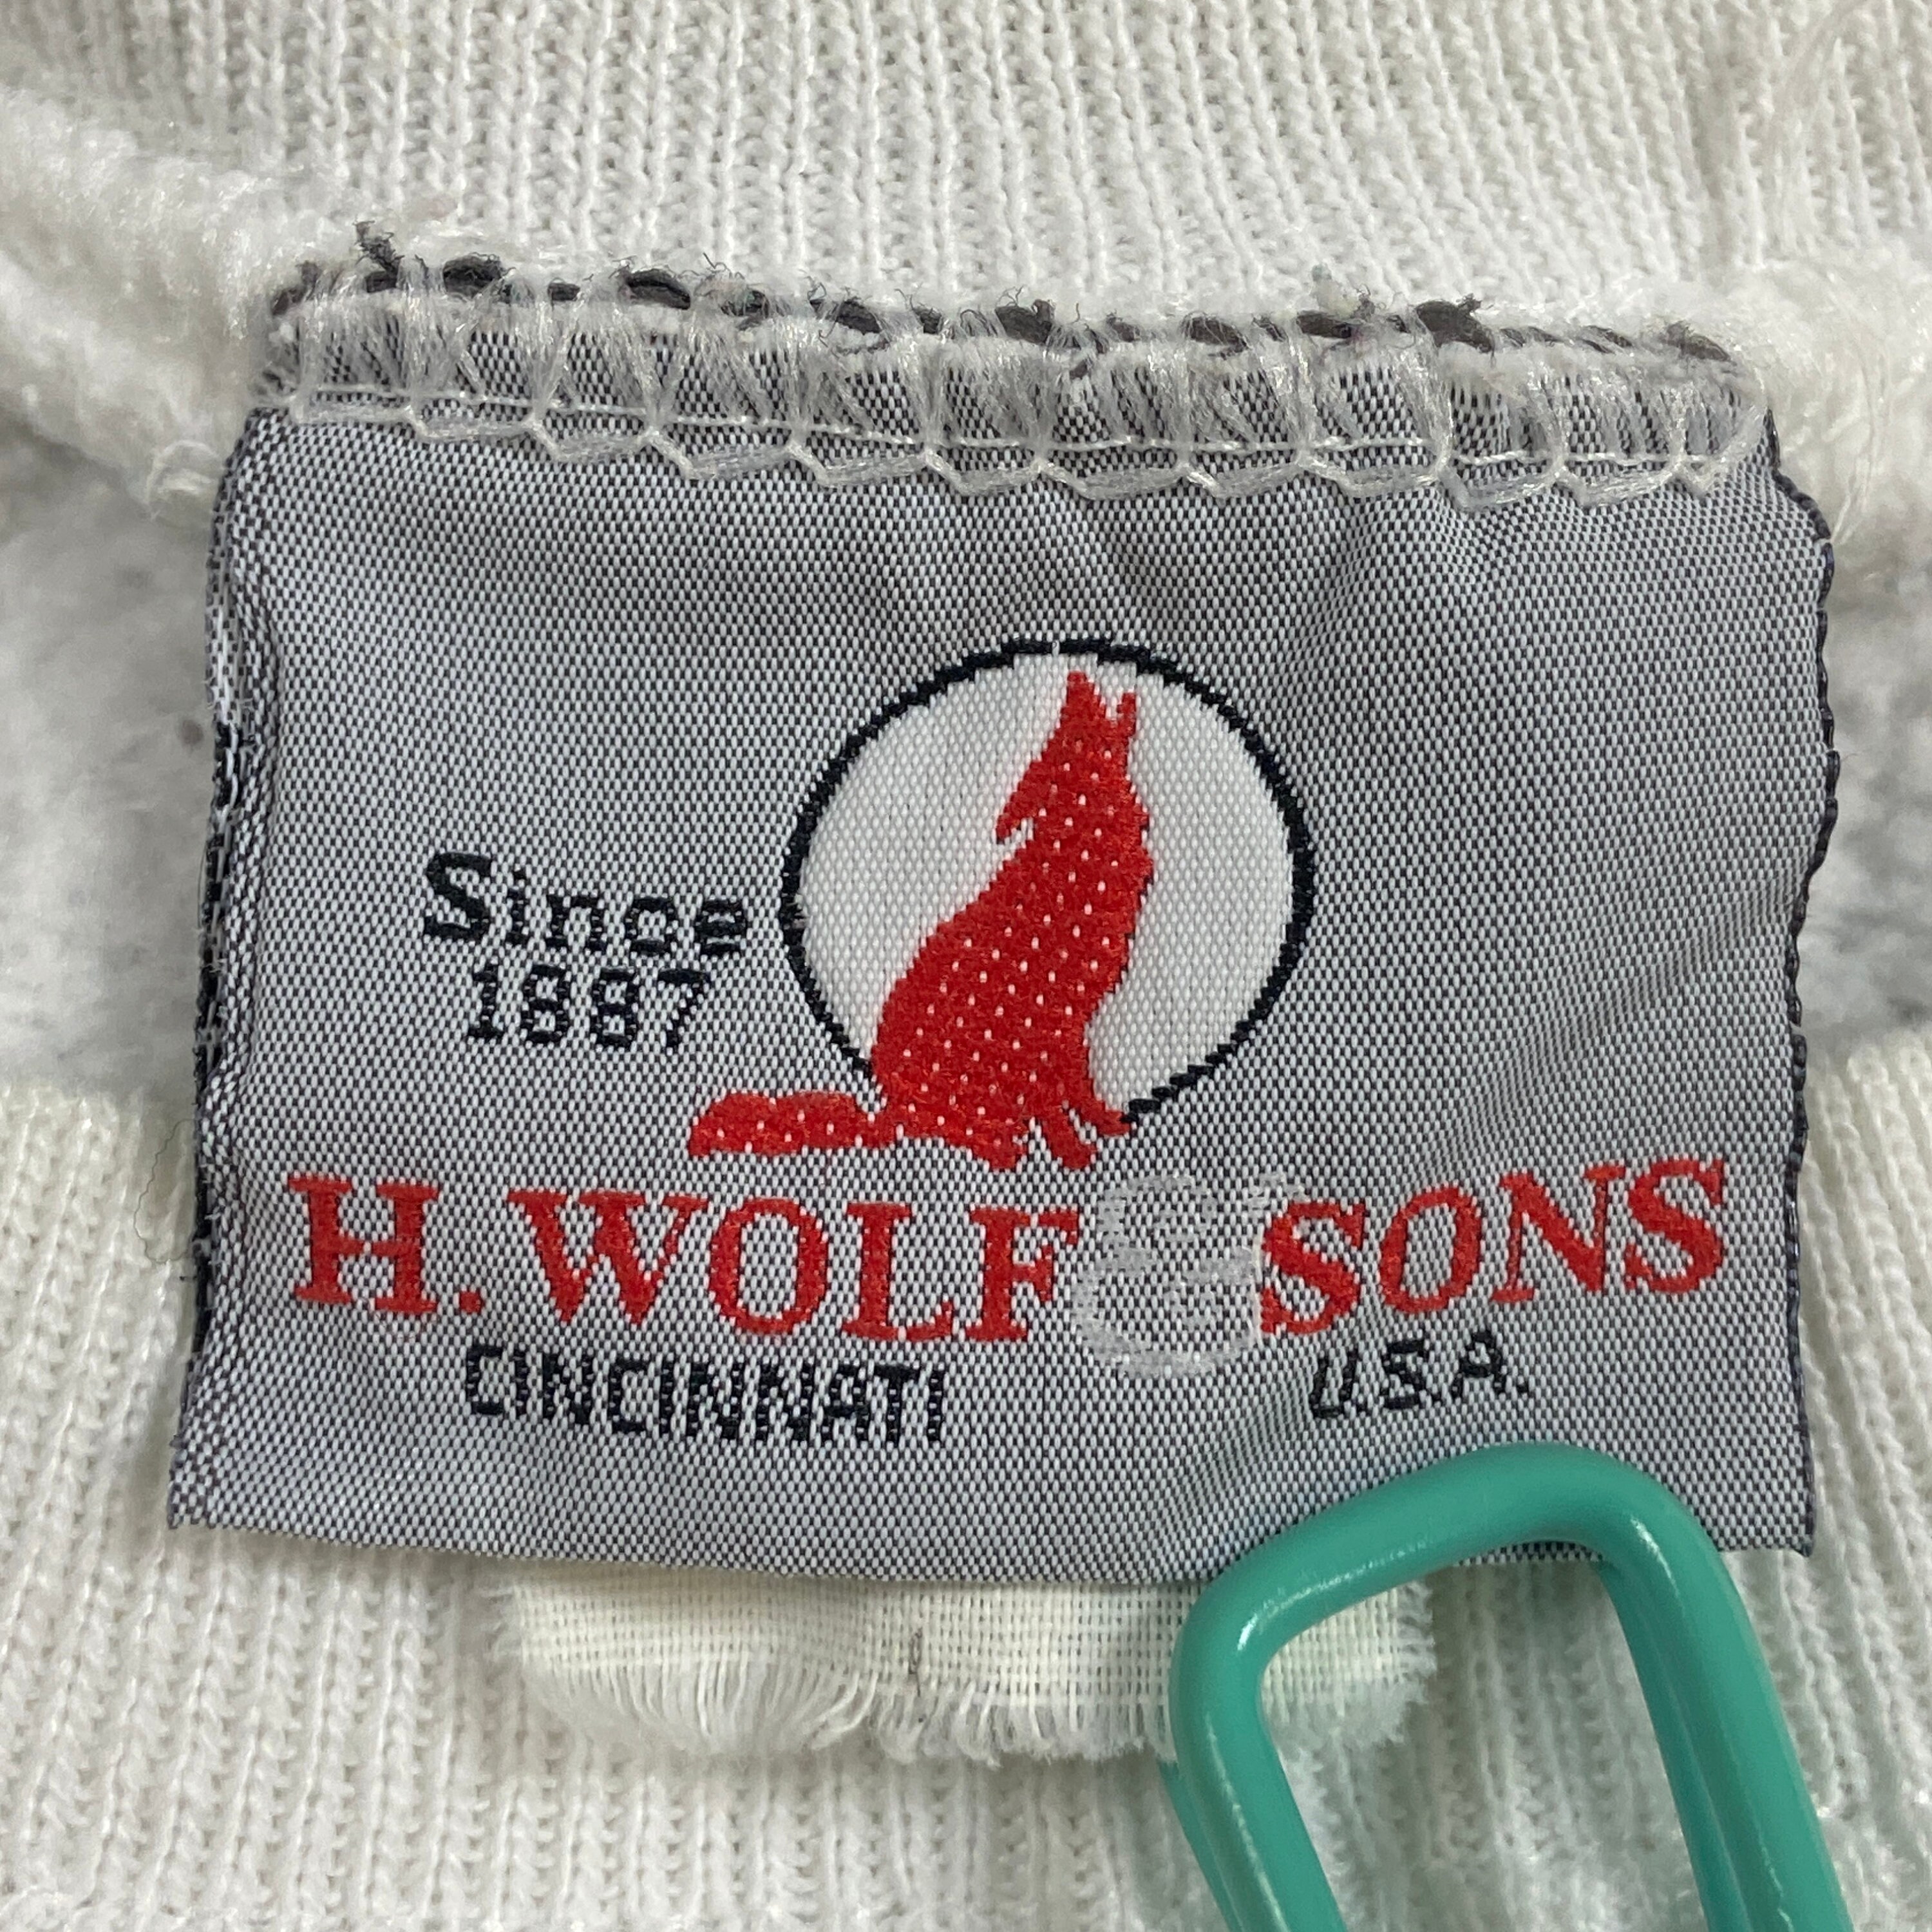 Since
1887
H. WOLF & SONS
CINCINNATI U.S.A.